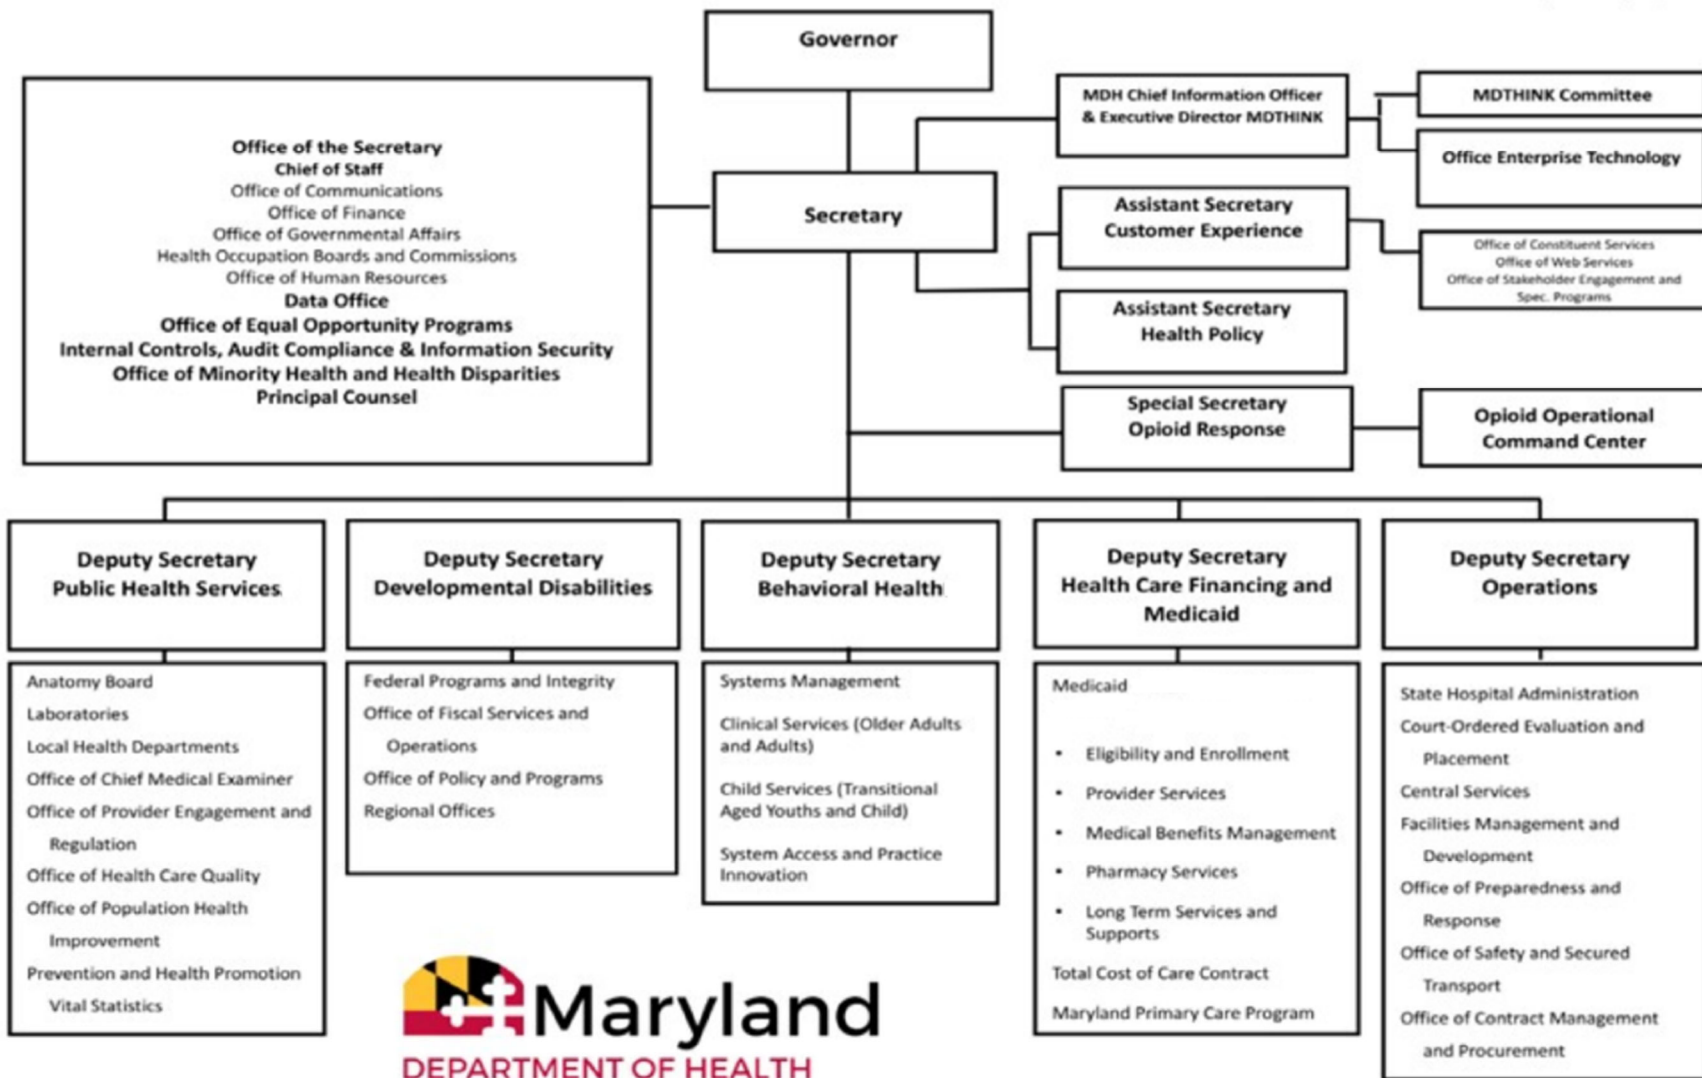 Governor
Office of the Secretary
Chief of Staff
Office of Communications
Office of Finance
Office of Governmental Affairs
Health Occupation Boards and Commissions
Office of Human Resources
Data Office
Office of Equal Opportunity Programs
Internal Controls, Audit Compliance & Information Security
Office of Minority Health and Health Disparities
Principal Counsel
Secretary
MDH Chief Information Officer
& Executive Director MDTHINK
MDTHINK Committee
Office Enterprise Technology
Assistant Secretary
Customer Experience
Office of Constituent Services
Office of Web Services
Office of Stakeholder Engagement and
Spec. Programs
Assistant Secretary
Health Policy
Special Secretary
Opioid Response
Opioid Operational
Command Center
Deputy Secretary
Public Health Services
Anatomy Board
Laboratories
Local Health Departments
Office of Chief Medical Examiner
Office of Provider Engagement and
Regulation
Office of Health Care Quality
Office of Population Health
Improvement
Prevention and Health Promotion
Vital Statistics
Deputy Secretary
Developmental Disabilities
Federal Programs and Integrity
Office of Fiscal Services and
Operations
Office of Policy and Programs
Regional Offices
Deputy Secretary
Behavioral Health
Systems Management
Clinical Services (Older Adults
and Adults)
Child Services (Transitional
Aged Youths and Child)
System Access and Practice
Innovation
Deputy Secretary
Health Care Financing and
Medicaid
Medicaid
• Eligibility and Enrollment
• Provider Services
• Medical Benefits Management
• Pharmacy Services
• Long Term Services and
Supports
Total Cost of Care Contract
Maryland Primary Care Program
Deputy Secretary
Operations
State Hospital Administration
Court-Ordered Evaluation and
Placement
Central Services
Facilities Management and
Development
Office of Preparedness and
Response
Office of Safety and Secured
Transport
Office of Contract Management
and Procurement
Maryland
DEPARTMENT OF HEALTH